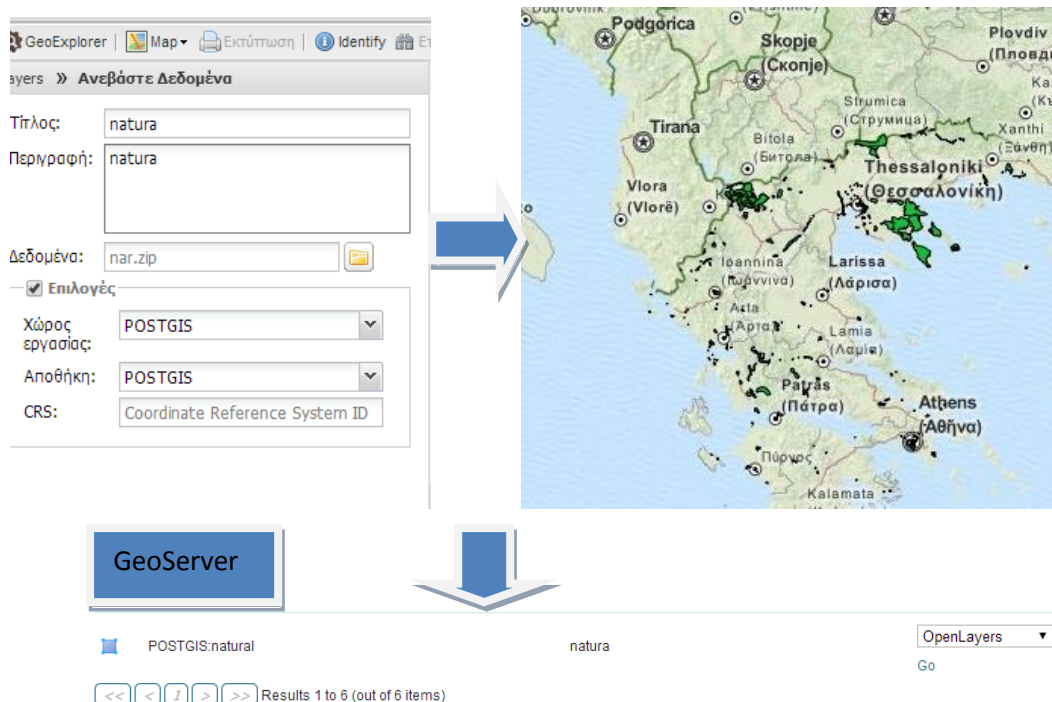 GeoExplorer | Map Εκτύπωση | Identify
ayers » Ανεβάστε Δεδομένα
Τίτλος: natura
Περιγραφή: natura
Δεδομένα: nar.zip
Επιλογές
Χώρος εργασίας: POSTGIS
Αποθήκη: POSTGIS
CRS: Coordinate Reference System ID
Podgorica
Skopje
(Скопје)
Plovdiv
Tirana
Strumica
(Струмица)
Bitola
(Битола)
Xanthi
(Ξάνθη)
Thessaloniki
(Θεσσαλονίκη)
Vlora
(Vlorë)
Ioannina
(Ιωάννινα)
Larissa
(Λάρισα)
Arta
(Άρτα)
Lamia
(Λαμία)
Patras
(Πάτρα)
Athens
(Αθήνα)
Πύργος
Kalamata
GeoServer
POSTGIS:natural natura OpenLayers
Go
<< < 1 > >> Results 1 to 6 (out of 6 items)